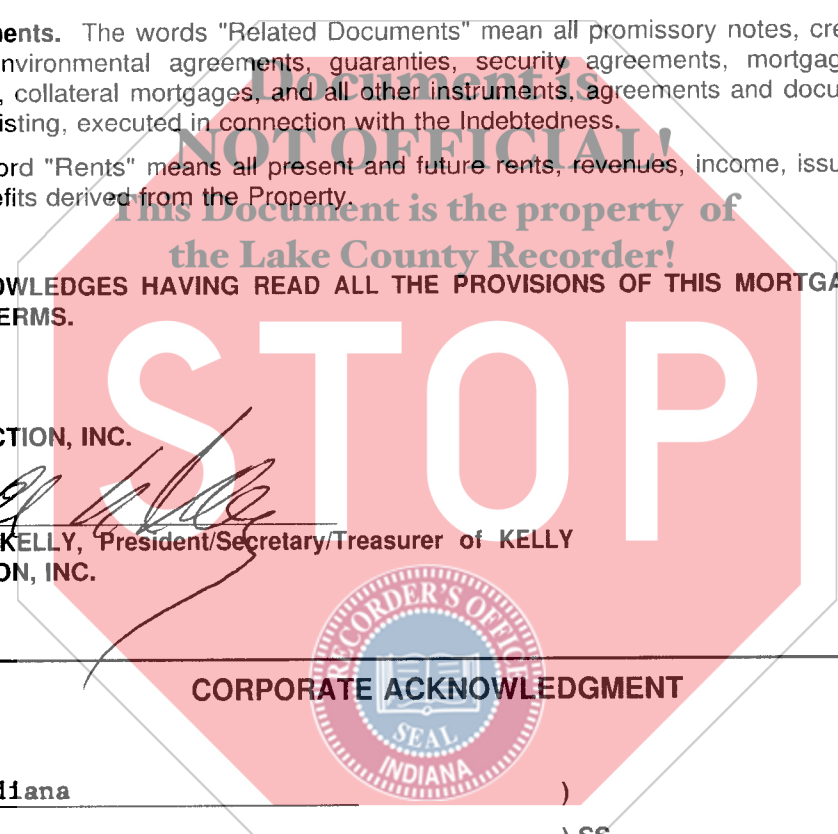 ents. The words "Related Documents" mean all promissory notes, cre
nvironmental agreements, guaranties, security agreements, mortgag
, collateral mortgages, and all other instruments, agreements and docu
isting, executed in connection with the Indebtedness.
Document is
NOT OFFICIAL!
ord "Rents" means all present and future rents, revenues, income, issu
efits derived from the Property.
This Document is the property of
the Lake County Recorder!
OWLEDGES HAVING READ ALL THE PROVISIONS OF THIS MORTGA
ERMS.
STOP
CTION, INC.
KELLY, President/Secretary/Treasurer of KELLY
ON, INC.
RECORDER'S OFFICE
SEAL
INDIANA
CORPORATE ACKNOWLEDGMENT
diana )
) SS